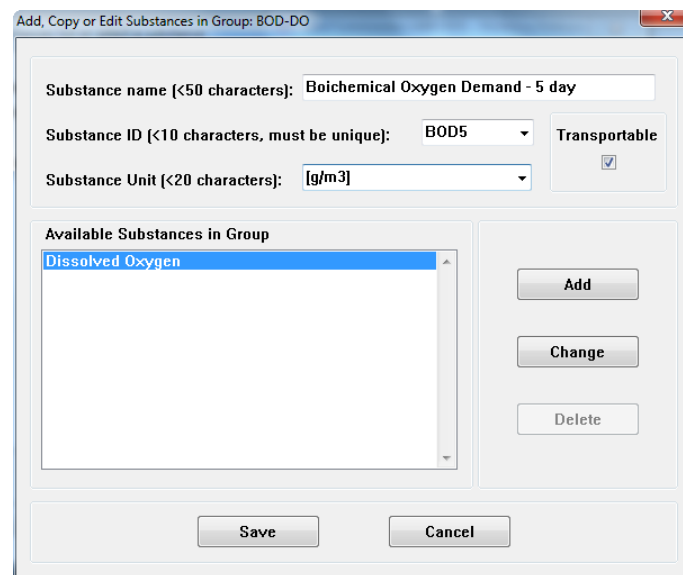 Add, Copy or Edit Substances in Group: BOD-DO
x
Substance name (<50 characters): Boichemical Oxygen Demand - 5 day
Substance ID (<10 characters, must be unique): BOD5
Transportable
Substance Unit (<20 characters): [g/m3]
Available Substances in Group
Dissolved Oxygen
Add
Change
Delete
Save Cancel